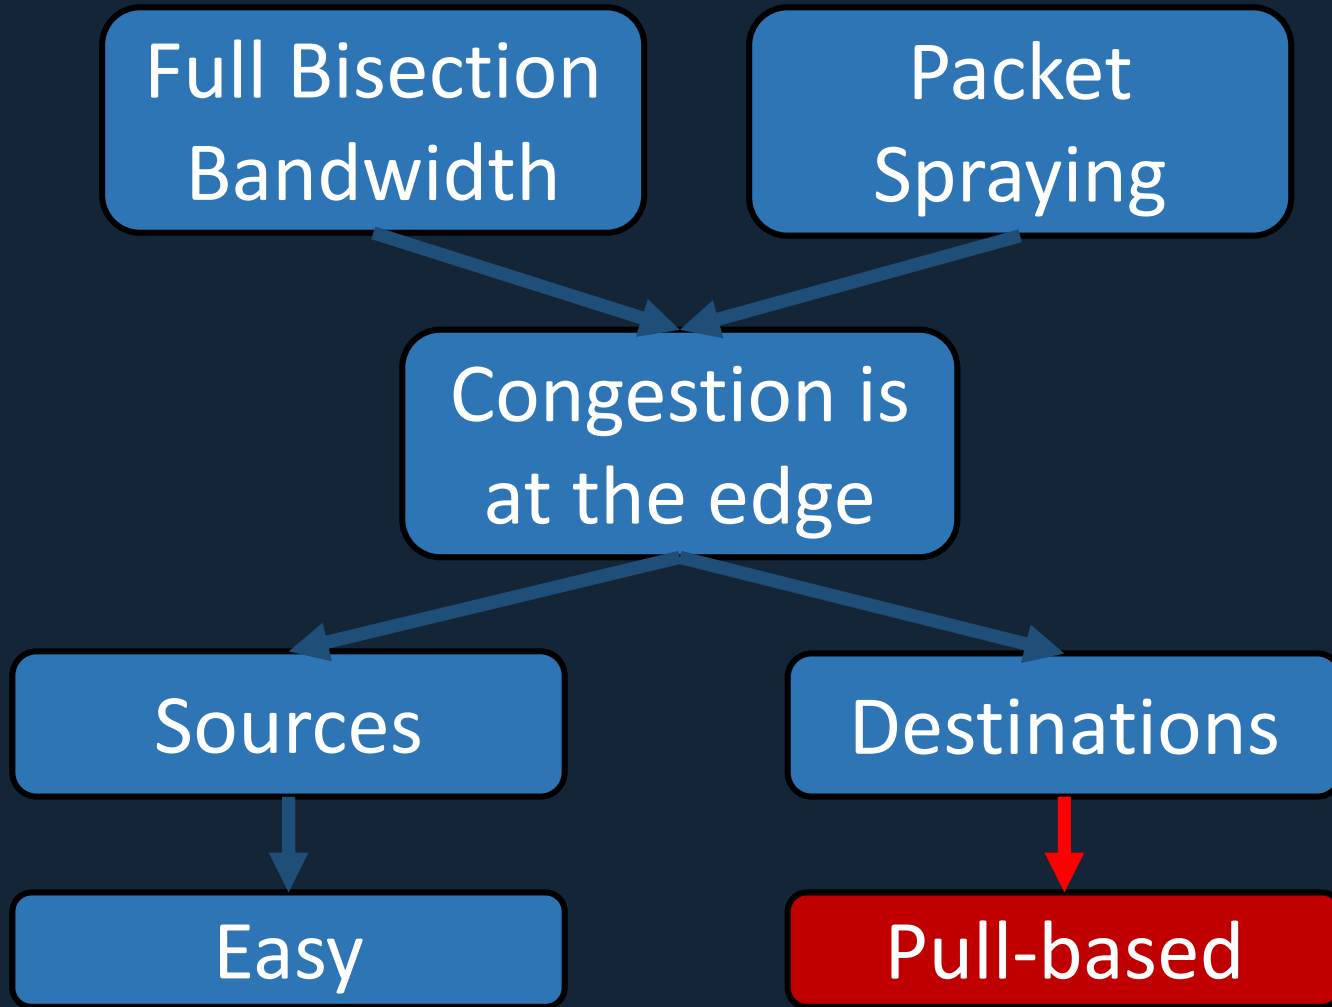 Full Bisection
Bandwidth
Packet
Spraying
Congestion is
at the edge
Sources
Destinations
Easy
Pull-based